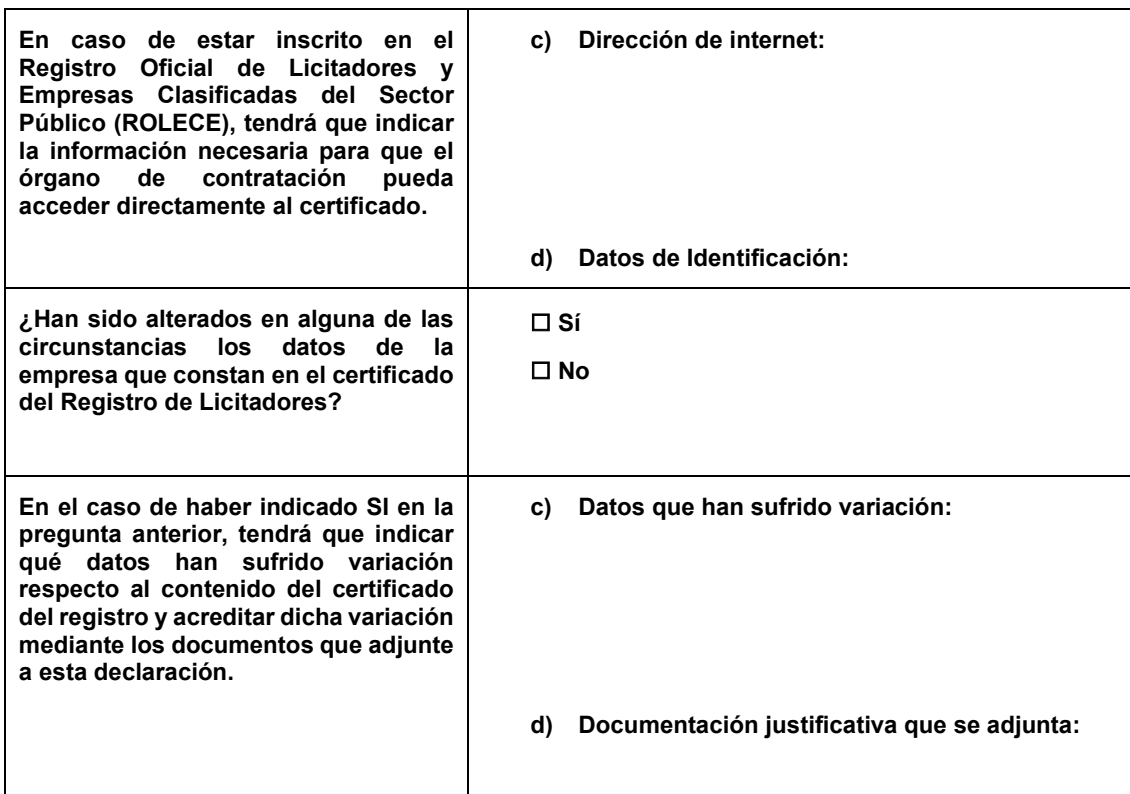 En caso de estar inscrito en el
Registro Oficial de Licitadores y
Empresas Clasificadas del Sector
Público (ROLECE), tendrá que indicar
la información necesaria para que el
órgano de contratación pueda
acceder directamente al certificado.
c) Dirección de internet:
d) Datos de Identificación:
¿Han sido alterados en alguna de las
circunstancias los datos de la
empresa que constan en el certificado
del Registro de Licitadores?
☐ Sí
☐ No
En el caso de haber indicado SI en la
pregunta anterior, tendrá que indicar
qué datos han sufrido variación
respecto al contenido del certificado
del registro y acreditar dicha variación
mediante los documentos que adjunte
a esta declaración.
c) Datos que han sufrido variación:
d) Documentación justificativa que se adjunta: